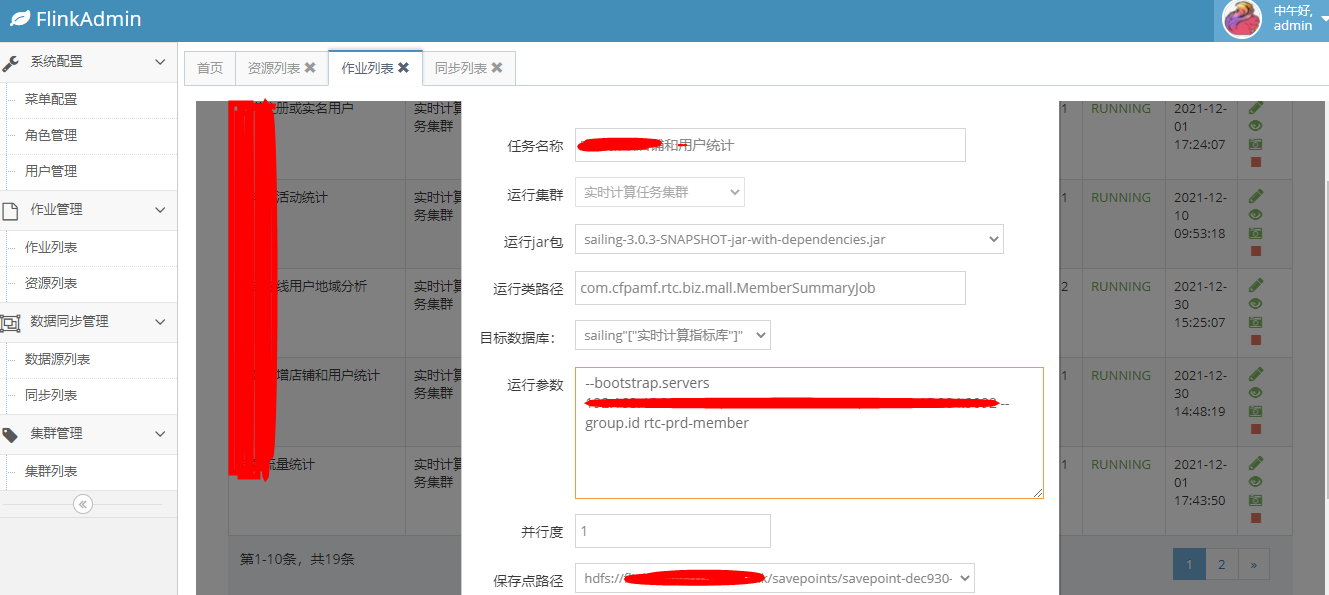 FlinkAdmin
中午好,
admin
系统配置
菜单配置
角色管理
用户管理
作业管理
作业列表
资源列表
数据同步管理
数据源列表
同步列表
集群管理
集群列表
首页
资源列表
作业列表
同步列表
册或实名用户
实时计
务集群
1
RUNNING
2021-12-
01
17:24:07
活动统计
实时计算
务集群
1
RUNNING
2021-12-
10
09:53:18
线用户地域分析
实时计算
务集群
2
RUNNING
2021-12-
30
15:25:07
增店铺和用户统计
实时计算
务集群
1
RUNNING
2021-12-
30
14:48:19
流量统计
实时计算
务集群
1
RUNNING
2021-12-
01
17:43:50
第1-10条，共19条
1
2
»
任务名称
铺和用户统计
运行集群
实时计算任务集群
运行jar包
sailing-3.0.3-SNAPSHOT-jar-with-dependencies.jar
运行类路径
com.cfpamf.rtc.biz.mall.MemberSummaryJob
目标数据库：
sailing"["实时计算指标库"]"
运行参数
--bootstrap.servers
--
group.id rtc-prd-member
并行度
1
保存点路径
hdfs://
/savepoints/savepoint-dec930-